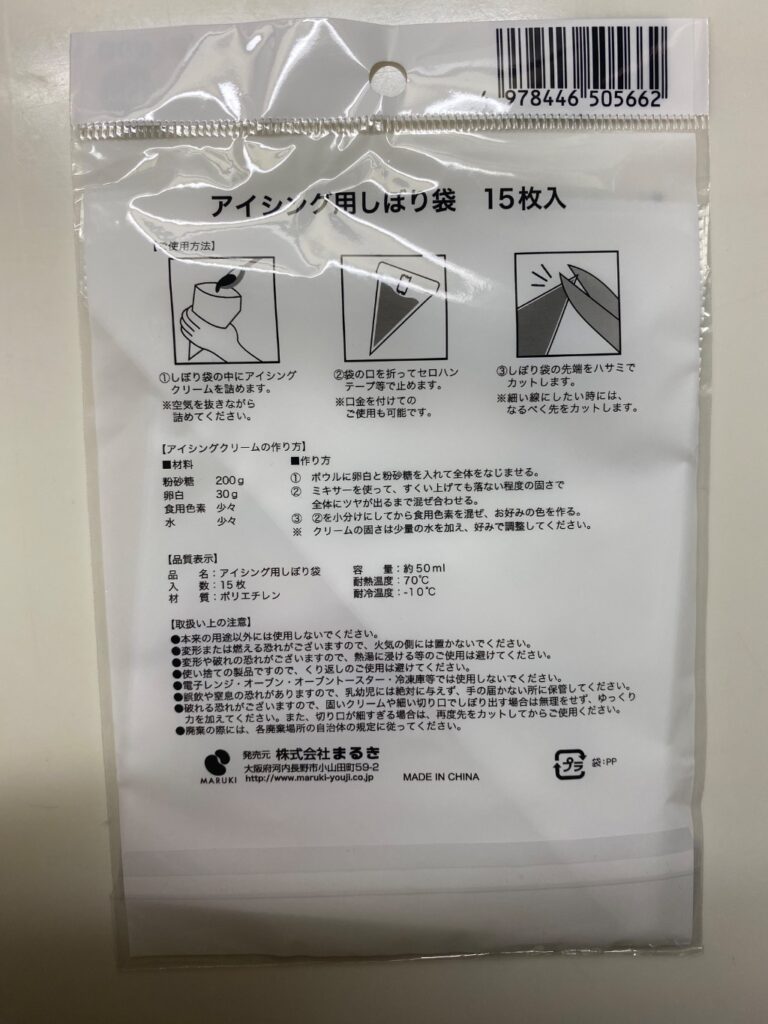 4 978446 505662
アイシング用しぼり袋 15枚入
【ご使用方法】
①しぼり袋の中にアイシング
クリームを詰めます。
※空気を抜きながら
詰めてください。
②袋の口を折ってセロハン
テープ等で止めます。
※口金を付けての
ご使用も可能です。
③しぼり袋の先端をハサミで
カットします。
※細い線にしたい時には、
なるべく先をカットします。
【アイシングクリームの作り方】
■材料
粉砂糖 200g
卵白 30g
食用色素 少々
水 少々
■作り方
① ボウルに卵白と粉砂糖を入れて全体をなじませる。
② ミキサーを使って、すくい上げても落ない程度の固さで
全体にツヤが出るまで混ぜ合わせる。
③ ②を小分けにしてから食用色素を混ぜ、お好みの色を作る。
※ クリームの固さは少量の水を加え、好みで調整してください。
【品質表示】
品 名：アイシング用しぼり袋
入 数：15枚
材 質：ポリエチレン
容 量：約50ml
耐熱温度：70℃
耐冷温度：-10℃
【取扱い上の注意】
●本来の用途以外には使用しないでください。
●変形または燃える恐れがございますので、火気の側には置かないでください。
●変形や破れの恐れがございますので、熱湯に浸ける等のご使用は避けてください。
●使い捨ての製品ですので、くり返しのご使用は避けてください。
●電子レンジ・オーブン・オーブントースター・冷凍庫等では使用しないでください。
●誤飲や窒息の恐れがありますので、乳幼児には絶対に与えず、手の届かない所に保管してください。
●破れる恐れがございますので、固いクリームや細い切り口でしぼり出す場合は無理をせず、ゆっくり
力を加えてください。また、切り口が細すぎる場合は、再度先をカットしてからご使用ください。
●廃棄の際には、各廃棄場所の自治体の規定に従ってください。
MARUKI
発売元 株式会社まるき
大阪府河内長野市小山田町59-2
http://www.maruki-youji.co.jp
MADE IN CHINA
プラ
袋：PP